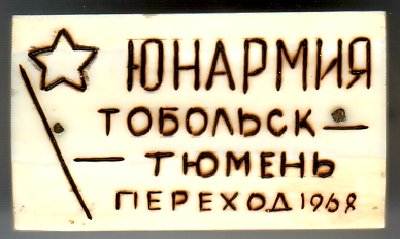 ЮНАРМИЯ
ТОБОЛЬСК —
— ТЮМЕНЬ
ПЕРЕХОД 1968